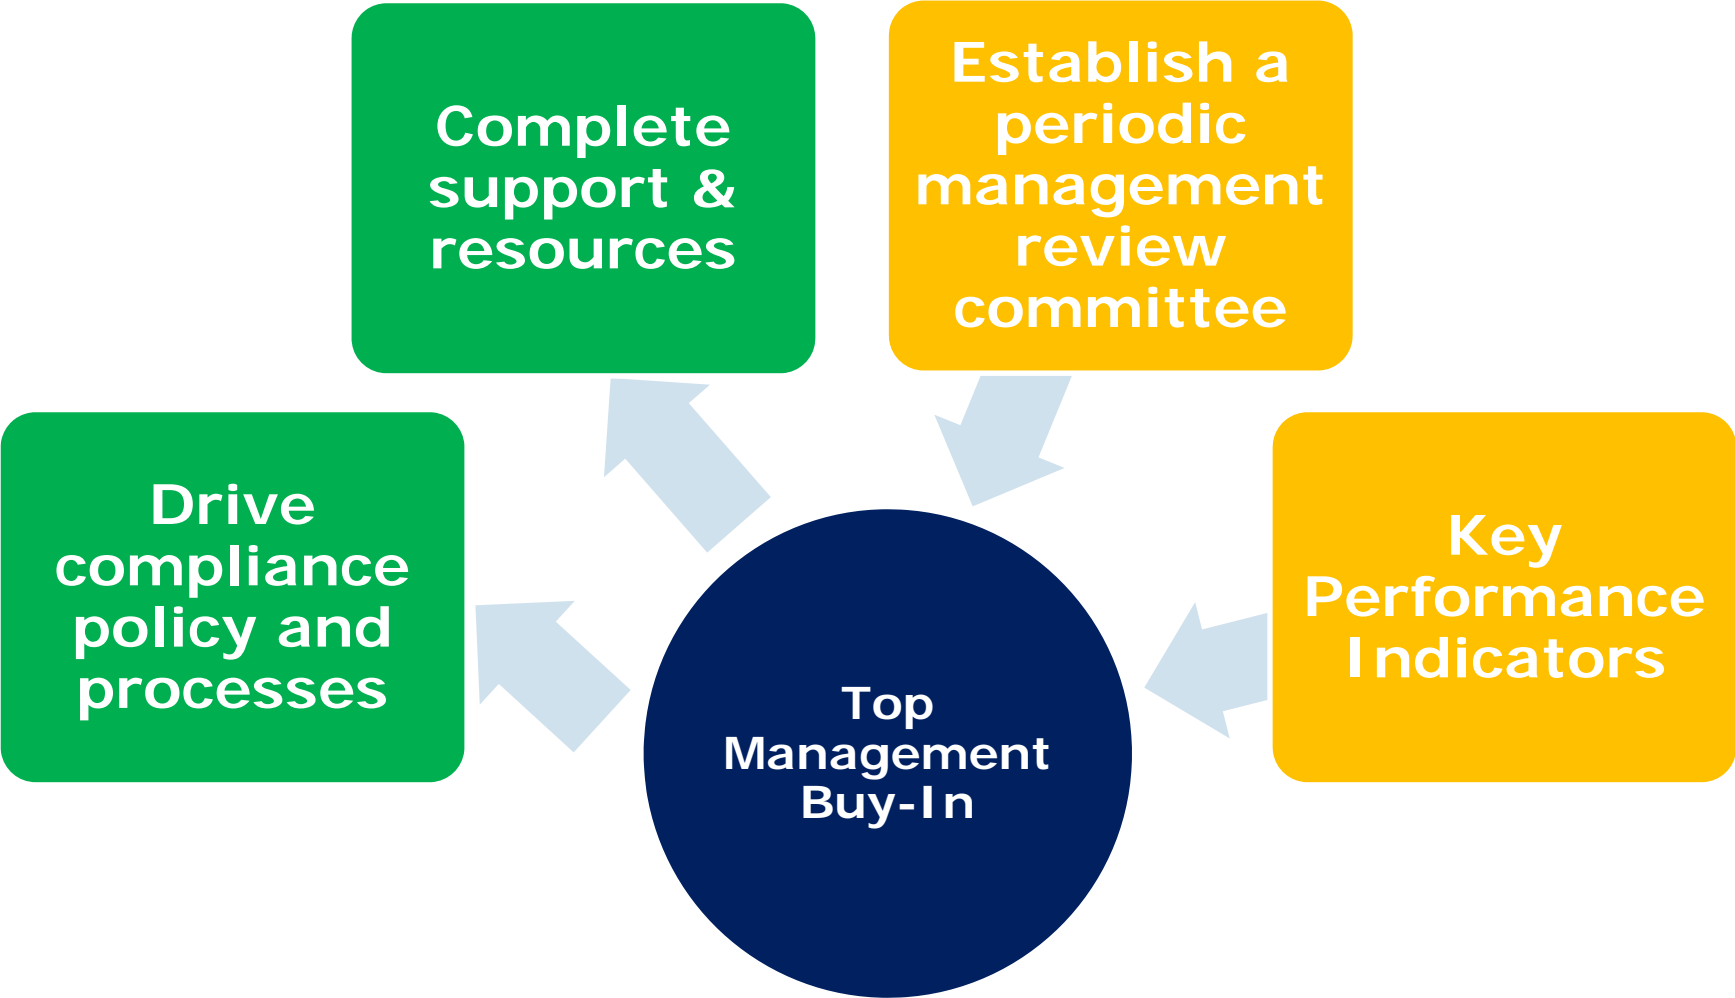 Complete
support &
resources
Establish a
periodic
management
review
committee
Drive
compliance
policy and
processes
Key
Performance
Indicators
Top
Management
Buy-In